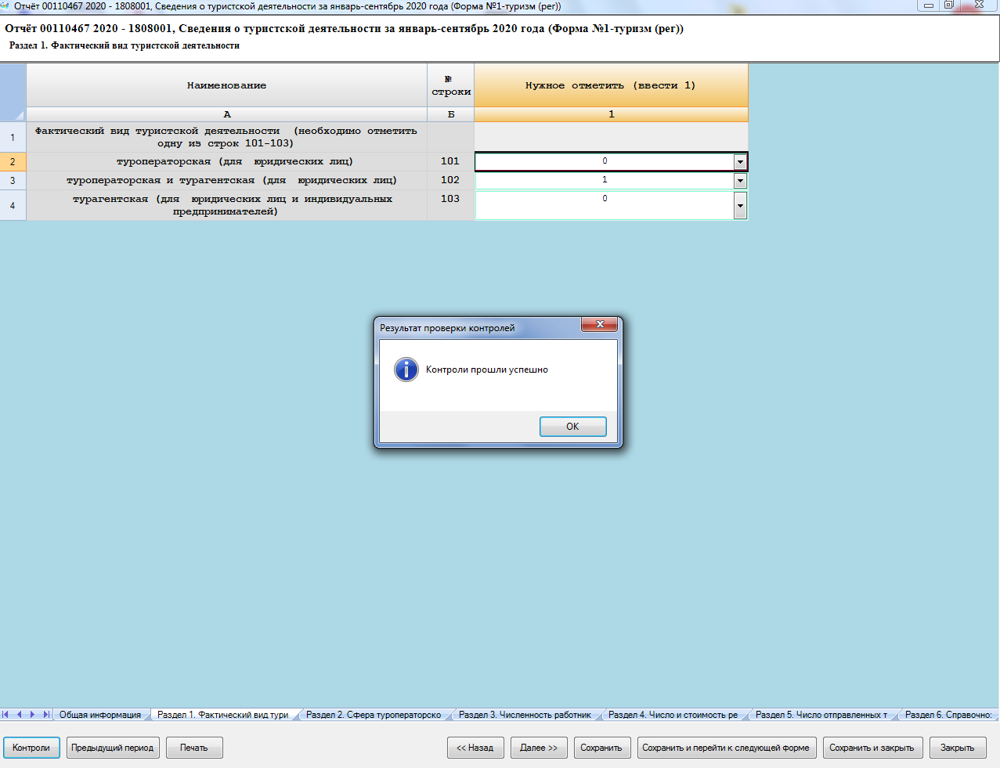 Отчёт 00110467 2020 - 1808001, Сведения о туристской деятельности за январь-сентябрь 2020 года (Форма №1-туризм (рег))
Отчёт 00110467 2020 - 1808001, Сведения о туристской деятельности за январь-сентябрь 2020 года (Форма №1-туризм (рег))
Раздел 1. Фактический вид туристской деятельности
Наименование
№
строки
Нужное отметить (ввести 1)
А
Б
1
1
Фактический вид туристской деятельности (необходимо отметить
одну из строк 101-103)
2
туроператорская (для юридических лиц)
101
0
3
туроператорская и турагентская (для юридических лиц)
102
1
4
турагентская (для юридических лиц и индивидуальных
предпринимателей)
103
0
Результат проверки контролей
Контроли прошли успешно
OK
Общая информация
Раздел 1. Фактический вид тури
Раздел 2. Сфера туроператорско
Раздел 3. Численность работник
Раздел 4. Число и стоимость ре
Раздел 5. Число отправленных т
Раздел 6. Справочно:
Контроли
Предыдущий период
Печать
<< Назад
Далее >>
Сохранить
Сохранить и перейти к следующей форме
Сохранить и закрыть
Закрыть